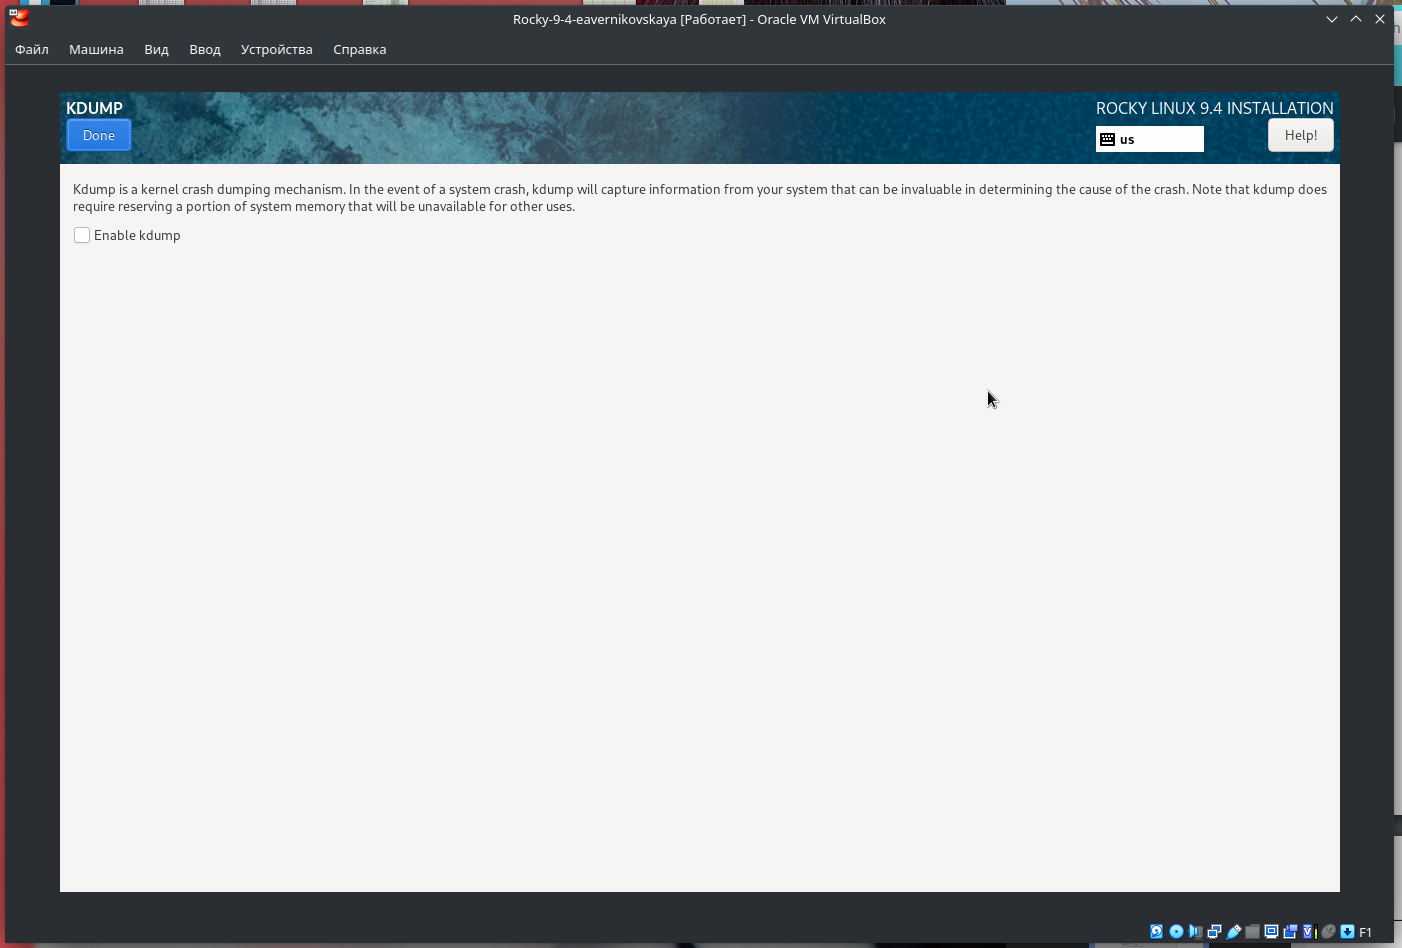 Rocky-9-4-eavernikovskaya [Работает] - Oracle VM VirtualBox
Файл Машина Вид Ввод Устройства Справка
KDUMP
ROCKY LINUX 9.4 INSTALLATION
Done
us
Help!
Kdump is a kernel crash dumping mechanism. In the event of a system crash, kdump will capture information from your system that can be invaluable in determining the cause of the crash. Note that kdump does
require reserving a portion of system memory that will be unavailable for other uses.
Enable kdump
F1